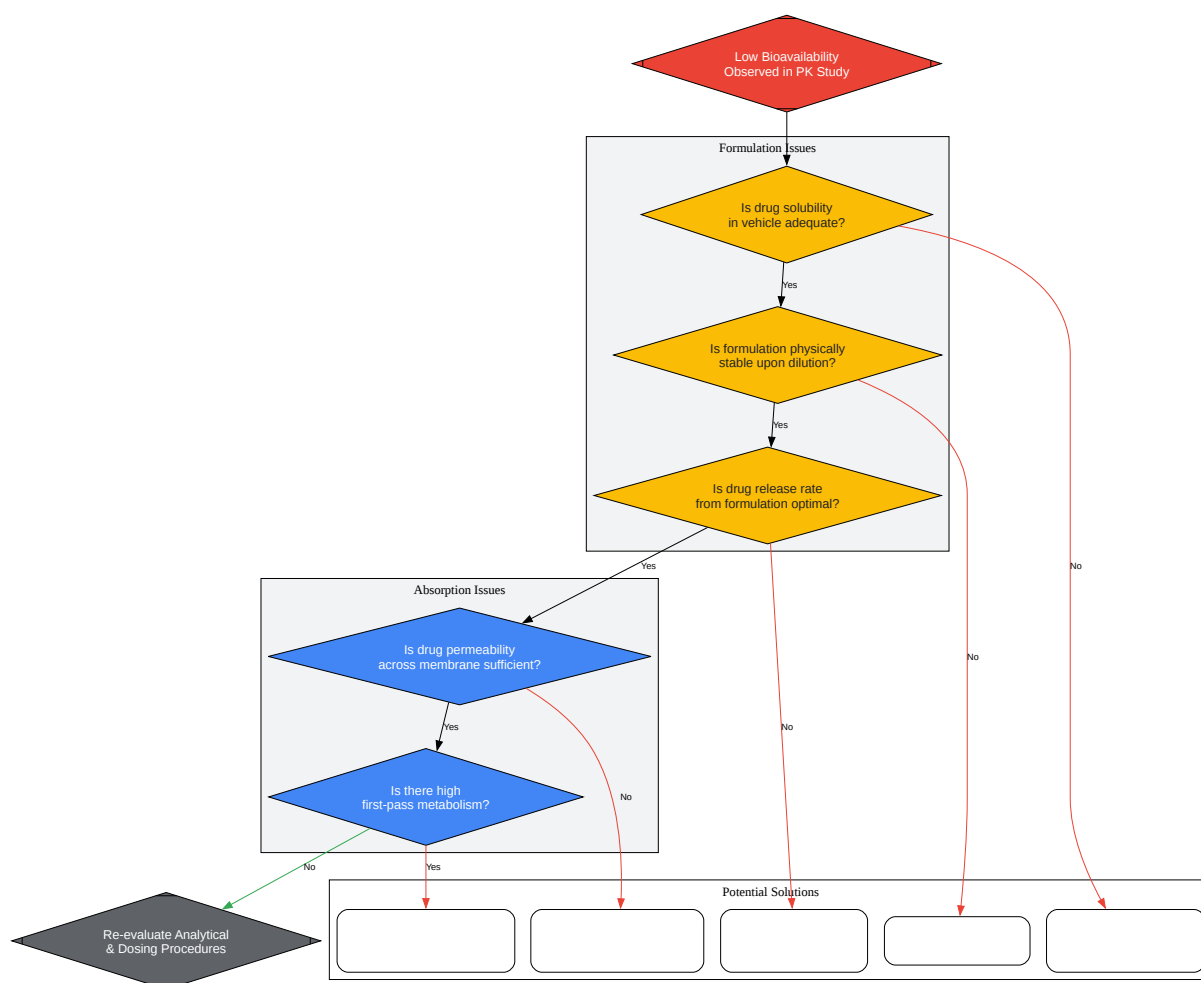 Low Bioavailability
Observed in PK Study
Formulation Issues
Is drug solubility
in vehicle adequate?
Yes
Is formulation physically
stable upon dilution?
Yes
Is drug release rate
from formulation optimal?
Yes
No
Absorption Issues
Is drug permeability
across membrane sufficient?
No
Yes
No
Is there high
first-pass metabolism?
No
No
Yes
Potential Solutions
Re-evaluate Analytical
& Dosing Procedures